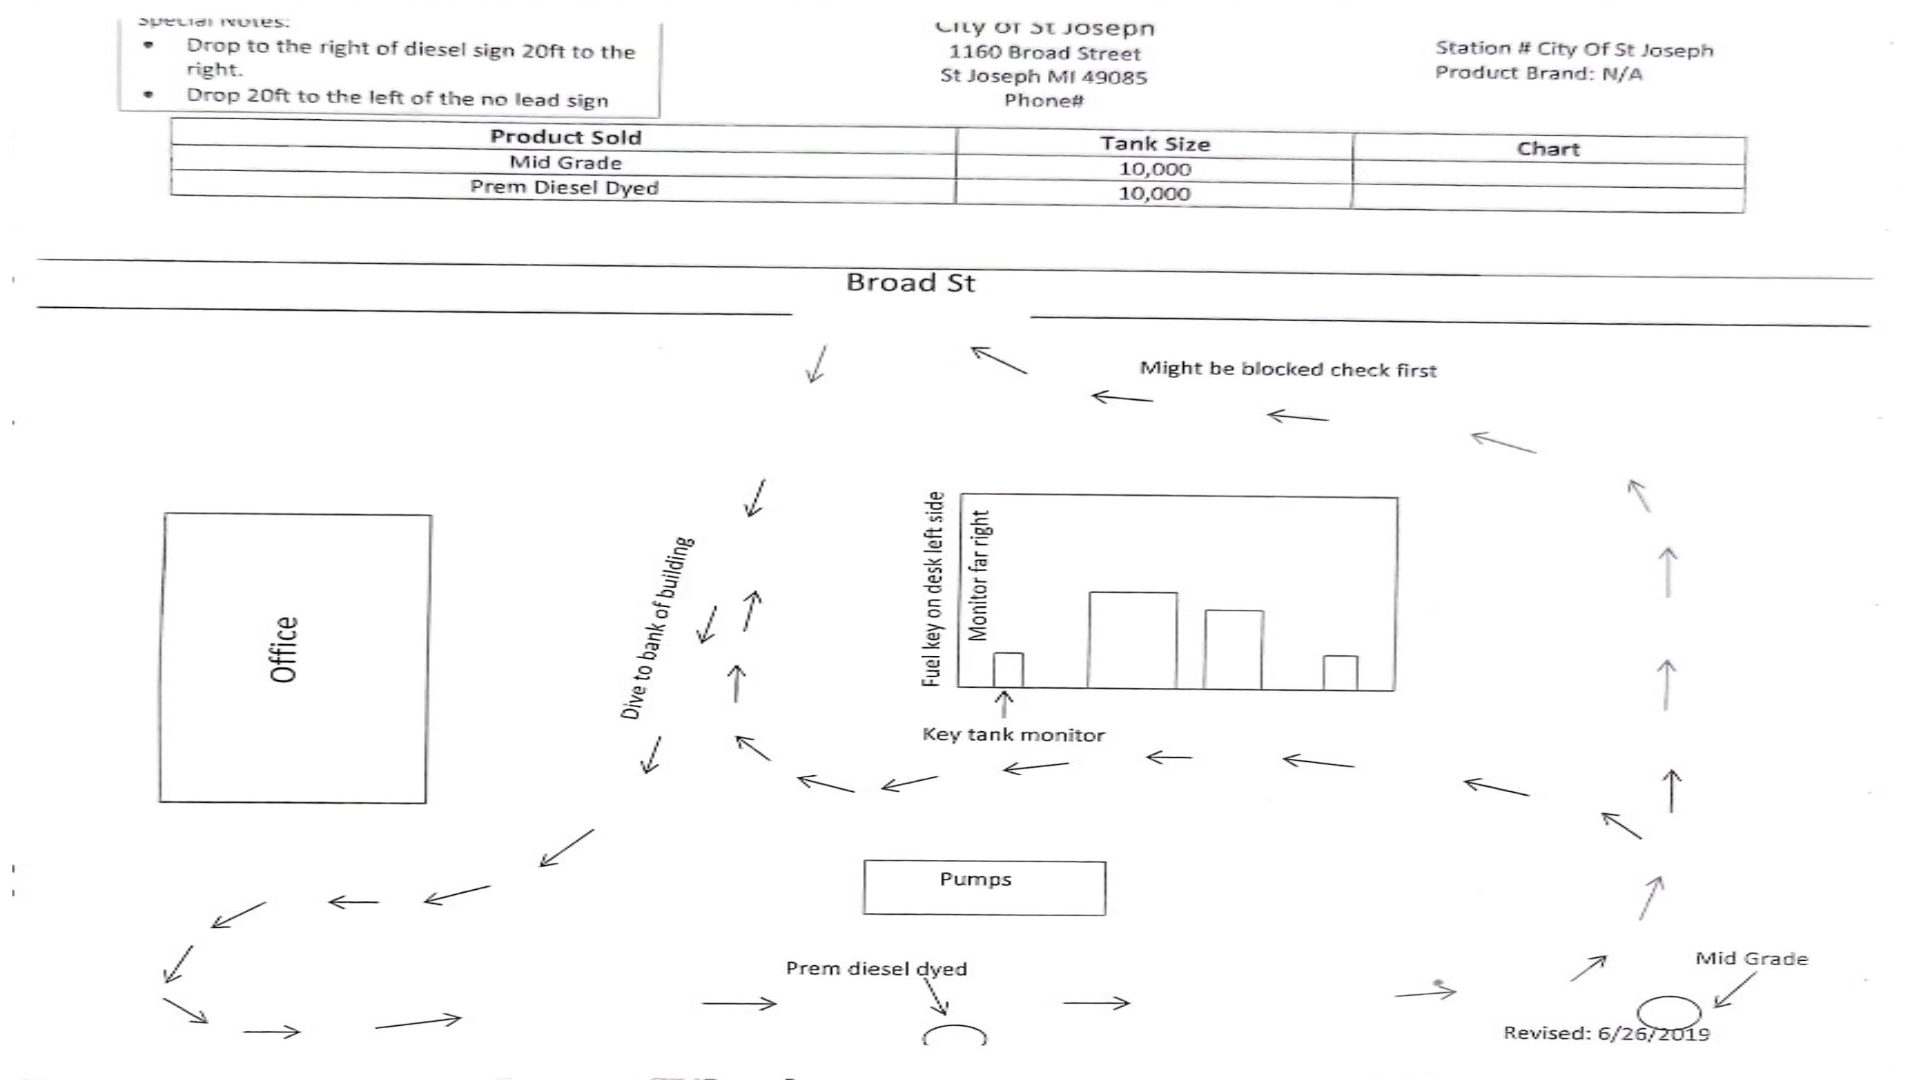 Special Notes:
• Drop to the right of diesel sign 20ft to the
right.
• Drop 20ft to the left of the no lead sign
City Of St Joseph
1160 Broad Street
St Joseph MI 49085
Phone#
Station # City Of St Joseph
Product Brand: N/A
Product Sold Tank Size Chart
Mid Grade 10,000
Prem Diesel Dyed 10,000
Broad St
Might be blocked check first
Office
Dive to bank of building
Fuel key on desk left side
Monitor far right
Key tank monitor
Pumps
Prem diesel dyed
Mid Grade
Revised: 6/26/2019